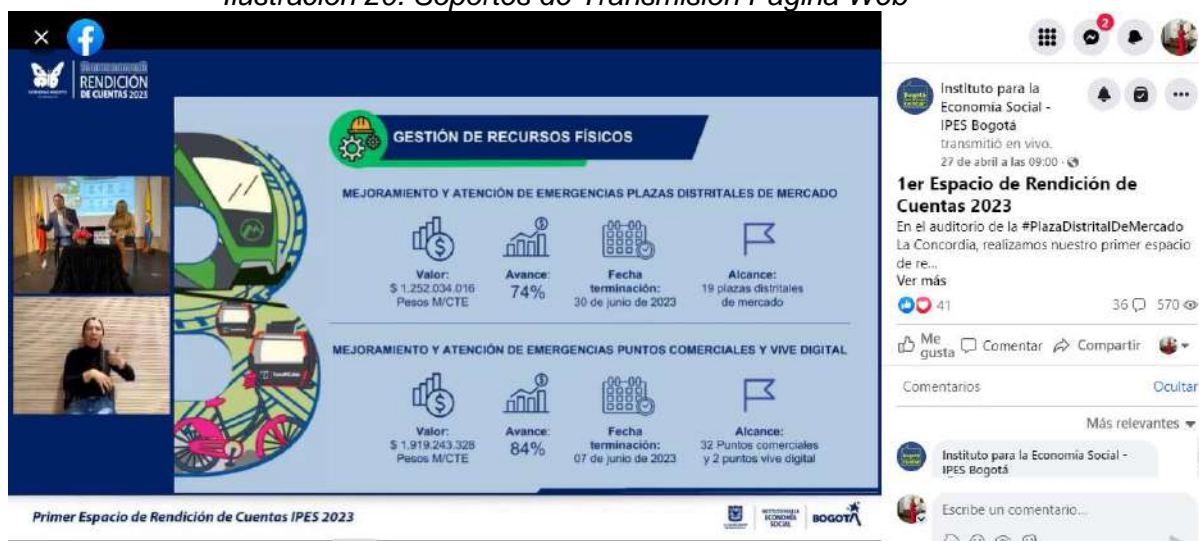 Ilustración 26. Soportes de Transmisión Página Web
RENDICIÓN
DE CUENTAS 2023
GESTIÓN DE RECURSOS FÍSICOS
MEJORAMIENTO Y ATENCIÓN DE EMERGENCIAS PLAZAS DISTRITALES DE MERCADO
Valor:
$ 1.252.034.016
Pesos M/CTE
Avance:
74%
Fecha
terminación:
30 de junio de 2023
Alcance:
19 plazas distritales
de mercado
MEJORAMIENTO Y ATENCIÓN DE EMERGENCIAS PUNTOS COMERCIALES Y VIVE DIGITAL
Valor:
$ 1.919.243.328
Pesos M/CTE
Avance:
84%
Fecha
terminación:
07 de junio de 2023
Alcance:
32 Puntos comerciales
y 2 puntos vive digital
Primer Espacio de Rendición de Cuentas IPES 2023
ECONOMÍA
SOCIAL
BOGOTÁ
2
Instituto para la
Economía Social -
IPES Bogotá
transmitió en vivo.
27 de abril a las 09:00
1er Espacio de Rendición de
Cuentas 2023
En el auditorio de la #PlazaDistritalDeMercado
La Concordia, realizamos nuestro primer espacio
de re...
Ver más
41
36
570
Me
gusta
Comentar
Compartir
Comentarios
Ocultar
Más relevantes
Instituto para la Economía Social -
IPES Bogotá
Escribe un comentario...